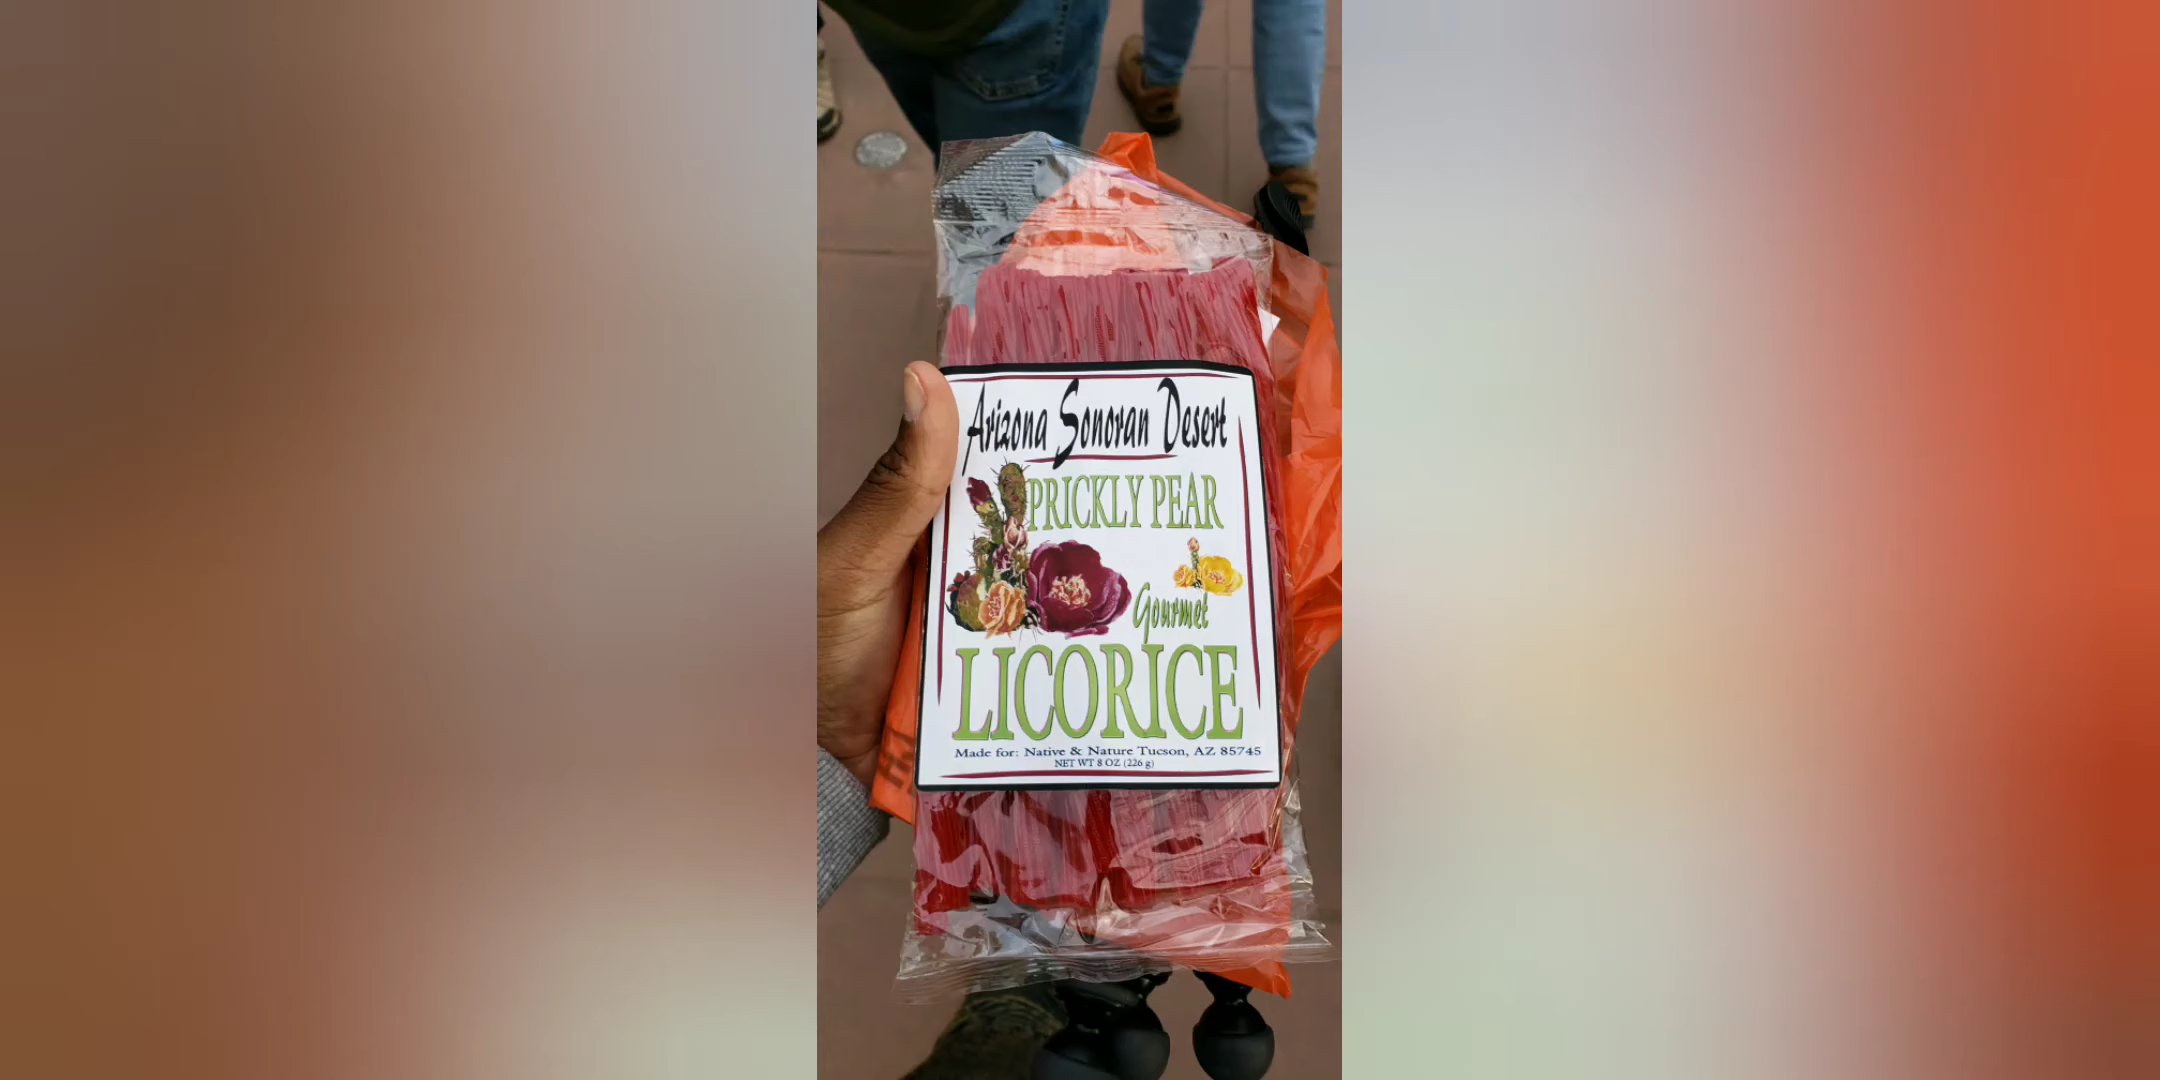 Arizona Sonoran Desert
PRICKLY PEAR
Gourmet
LICORICE
Made for: Native & Nature Tucson, AZ 85745
NET WT 8 OZ (226 g)